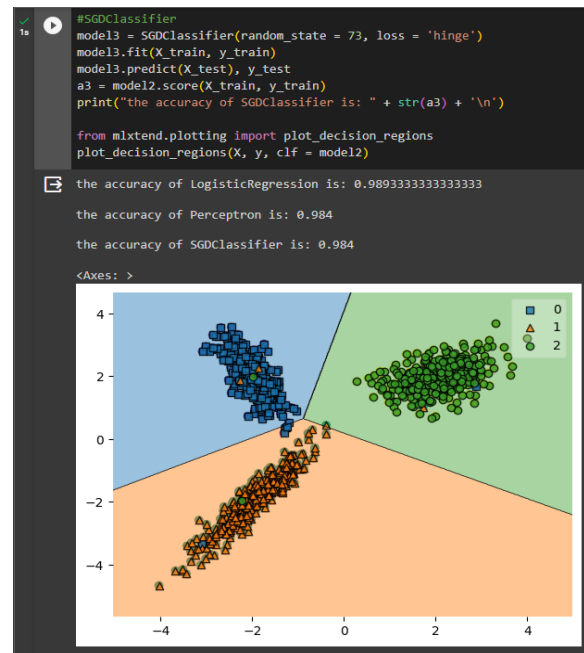 1s
#SGDClassifier
model3 = SGDClassifier(random_state = 73, loss = 'hinge')
model3.fit(X_train, y_train)
model3.predict(X_test), y_test
a3 = model2.score(X_train, y_train)
print("the accuracy of SGDClassifier is: " + str(a3) + '\n')
from mlxtend.plotting import plot_decision_regions
plot_decision_regions(X, y, clf = model2)
the accuracy of LogisticRegression is: 0.9893333333333333
the accuracy of Perceptron is: 0.984
the accuracy of SGDClassifier is: 0.984
<Axes: >
0
1
2
4
2
0
−2
−4
−4 −2 0 2 4